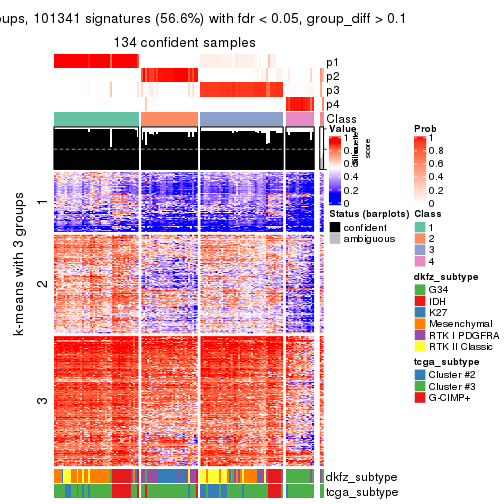 oups, 101341 signatures (56.6%) with fdr < 0.05, group_diff > 0.1
134 confident samples
p1
p2
p3
p4
Class
k-means with 3 groups
1
2
3
Silhouette
score
Value
1
0.8
0.6
0.4
0.2
0
Prob
1
0.8
0.6
0.4
0.2
0
Status (barplots)
confident
ambiguous
Class
1
2
3
4
dkfz_subtype
G34
IDH
K27
Mesenchymal
RTK I PDGFRA
RTK II Classic
tcga_subtype
Cluster #2
Cluster #3
G-CIMP+
dkfz_subtype
tcga_subtype